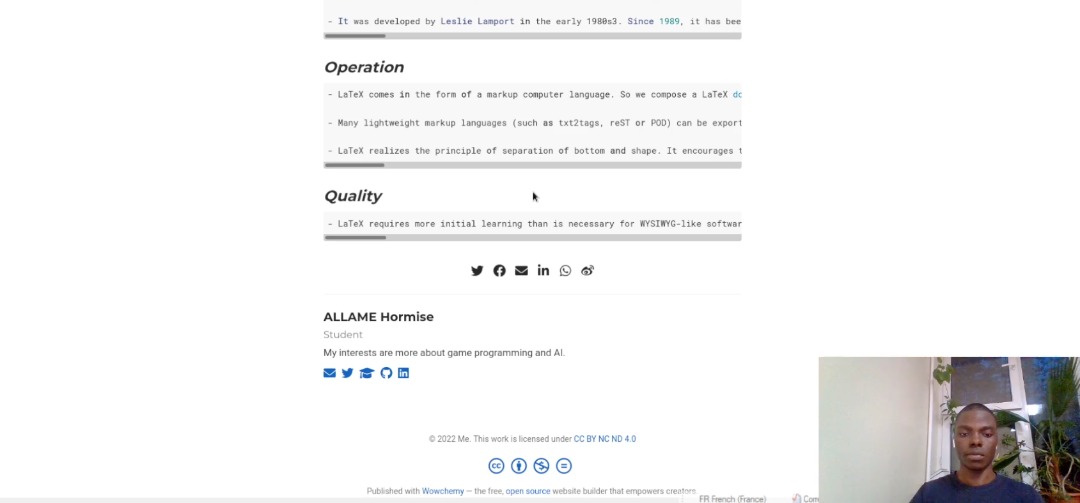 - It was developed by Leslie Lamport in the early 1980s3. Since 1989, it has bee
Operation
- LaTeX comes in the form of a markup computer language. So we compose a LaTeX do
- Many lightweight markup languages (such as txt2tags, reST or POD) can be export
- LaTeX realizes the principle of separation of bottom and shape. It encourages t
Quality
- LaTeX requires more initial learning than is necessary for WYSIWYG-like softwar
ALLAME Hormise
Student
My interests are more about game programming and AI.
© 2022 Me. This work is licensed under CC BY NC ND 4.0
Published with Wowchemy — the free, open source website builder that empowers creators.
FR French (France)
Com